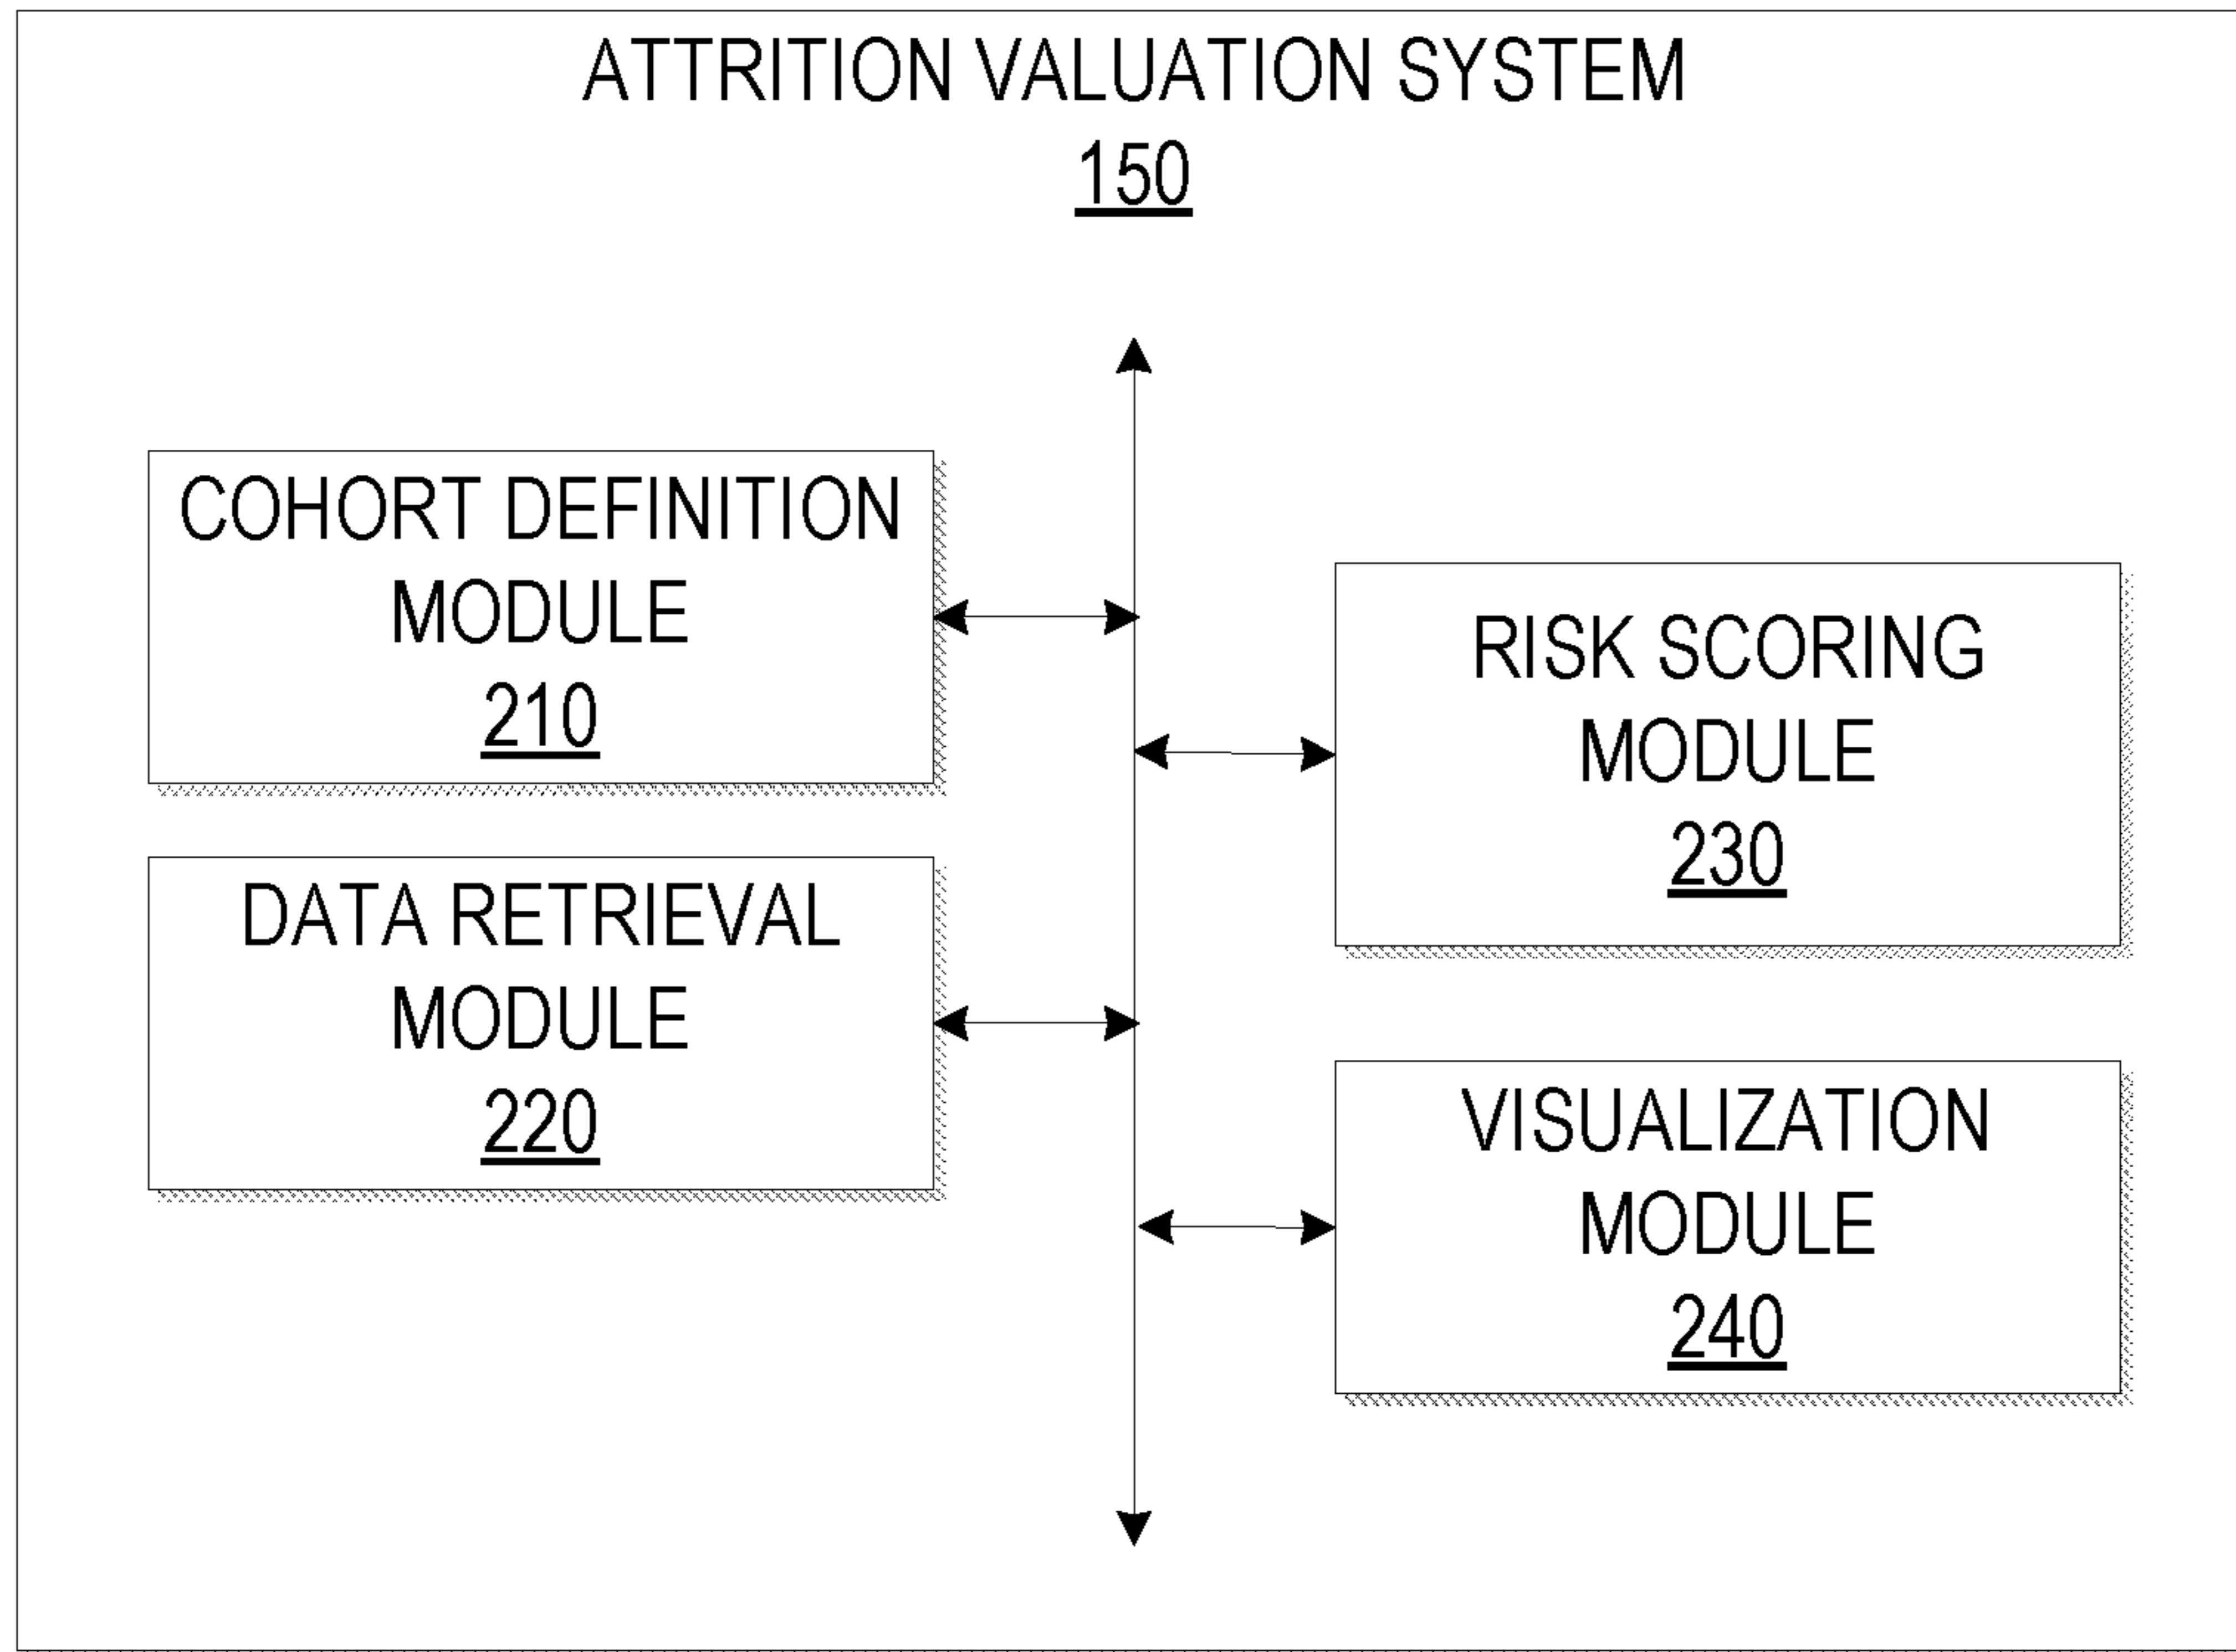 ATTRITION VALUATION SYSTEM
150
COHORT DEFINITION
MODULE
210
DATA RETRIEVAL
MODULE
220
RISK SCORING
MODULE
230
VISUALIZATION
MODULE
240